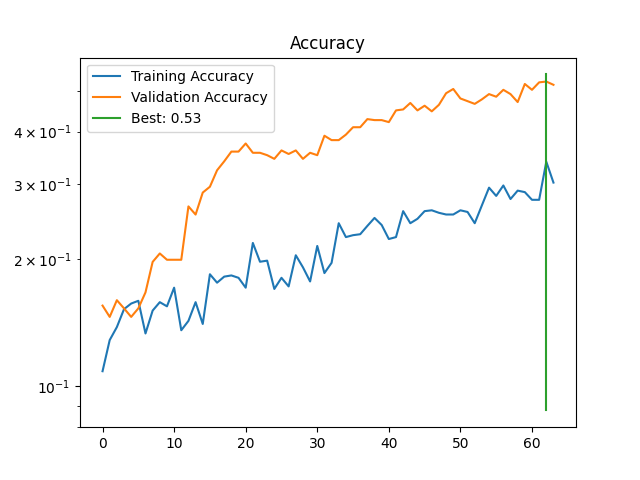 Accuracy
Training Accuracy
Validation Accuracy
Best: 0.53
4 × 10⁻¹
3 × 10⁻¹
2 × 10⁻¹
10⁻¹
0 10 20 30 40 50 60